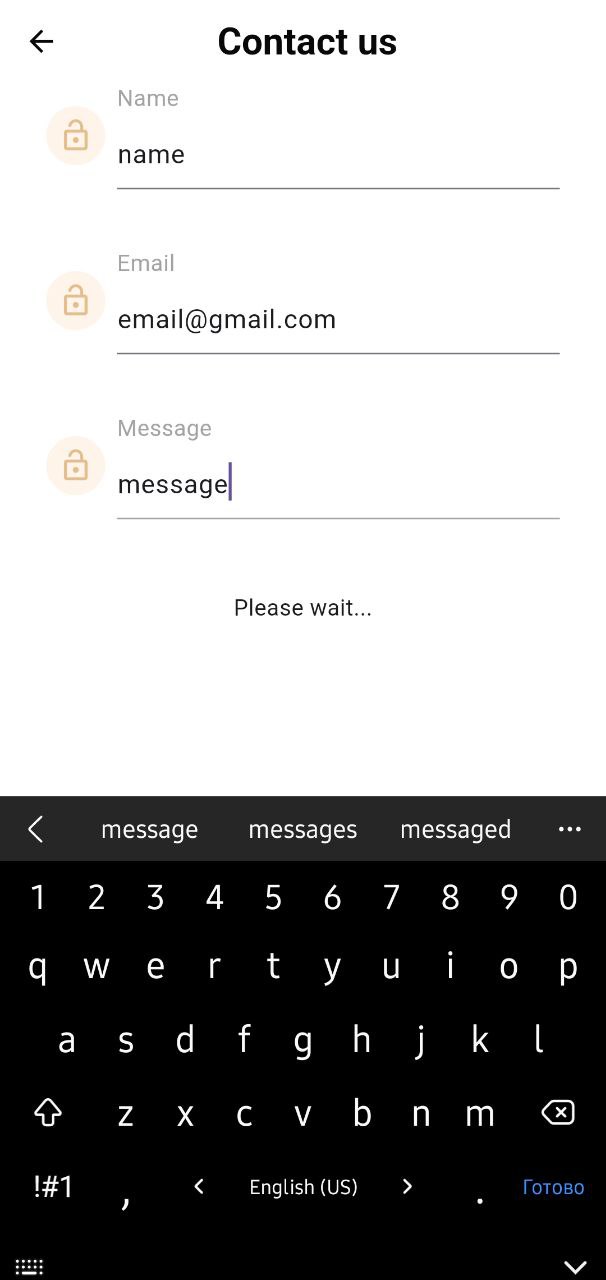 Contact us
Name
name
Email
email@gmail.com
Message
message
Please wait...
message messages messaged
1 2 3 4 5 6 7 8 9 0
q w e r t y u i o p
a s d f g h j k l
z x c v b n m
!#1 , < English (US) > . Готово